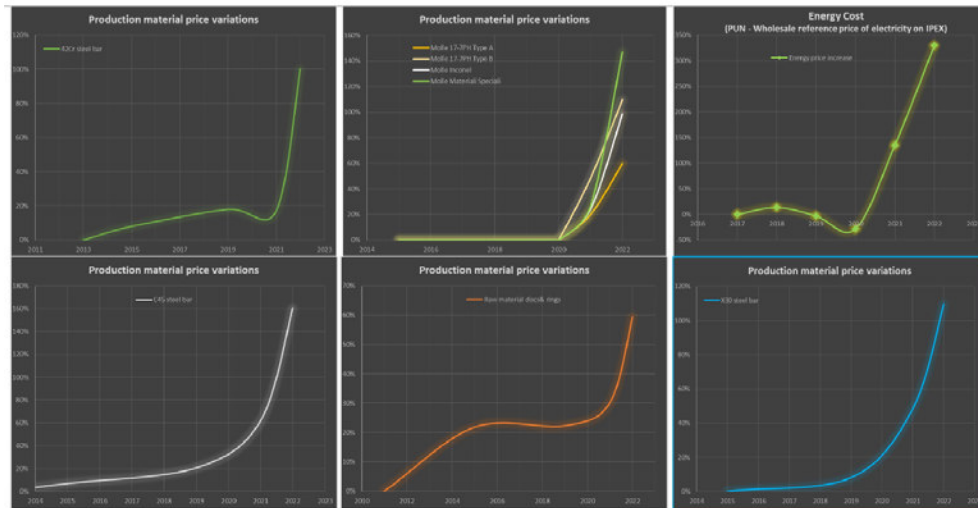 Production material price variations
42Cr steel bar
120%
100%
80%
60%
40%
20%
0%
2011 2013 2015 2017 2019 2021 2023
Production material price variations
Molle 17-7PH Type A
Molle 17-7PH Type B
Molle Inconel
Molle Materiali Speciali
160%
140%
120%
100%
80%
60%
40%
20%
0%
2014 2016 2018 2020 2022
Energy Cost
(PUN - Wholesale reference price of electricity on IPEX)
Energy price increase
350%
300%
250%
200%
150%
100%
50%
0%
50%
2016 2017 2018 2019 2020 2021 2022
Production material price variations
C45 steel bar
180%
160%
140%
120%
100%
80%
60%
40%
20%
0%
2014 2015 2016 2017 2018 2019 2020 2021 2022 2023
Production material price variations
Raw material discs& rings
70%
60%
50%
40%
30%
20%
10%
0%
2010 2012 2014 2016 2018 2020 2022
Production material price variations
steel bar
120%
100%
80%
60%
40%
20%
0%
2014 2015 2016 2017 2018 2019 2020 2021 2022